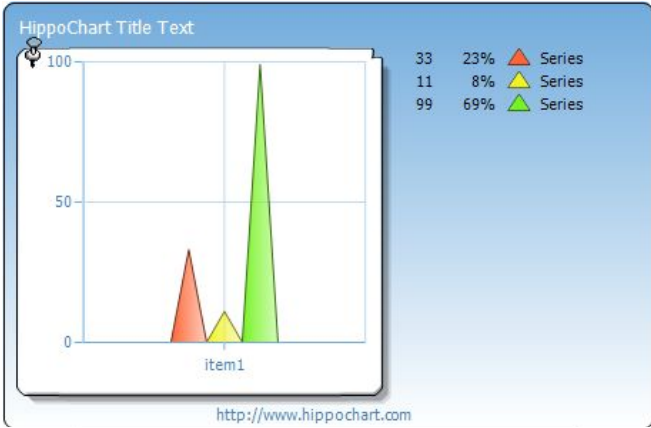 HippoChart Title Text
100
50
0
item1
33 23% Series
11 8% Series
99 69% Series
http://www.hippochart.com